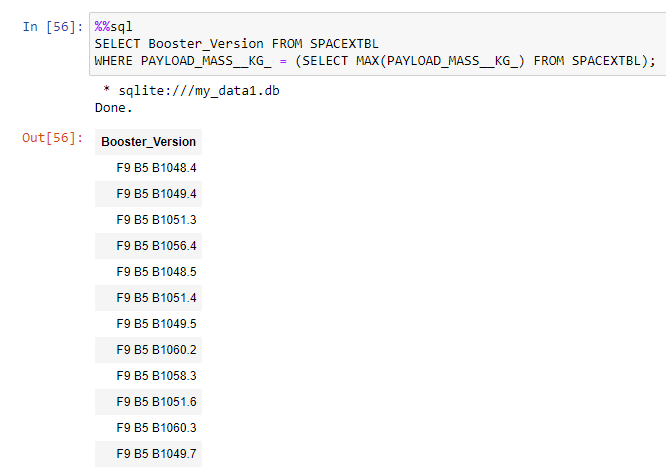 In [56]: %%sql
SELECT Booster_Version FROM SPACEXTBL
WHERE PAYLOAD_MASS__KG_ = (SELECT MAX(PAYLOAD_MASS__KG_) FROM SPACEXTBL);
* sqlite:///my_data1.db
Done.
Out[56]: Booster_Version
F9 B5 B1048.4
F9 B5 B1049.4
F9 B5 B1051.3
F9 B5 B1056.4
F9 B5 B1048.5
F9 B5 B1051.4
F9 B5 B1049.5
F9 B5 B1060.2
F9 B5 B1058.3
F9 B5 B1051.6
F9 B5 B1060.3
F9 B5 B1049.7